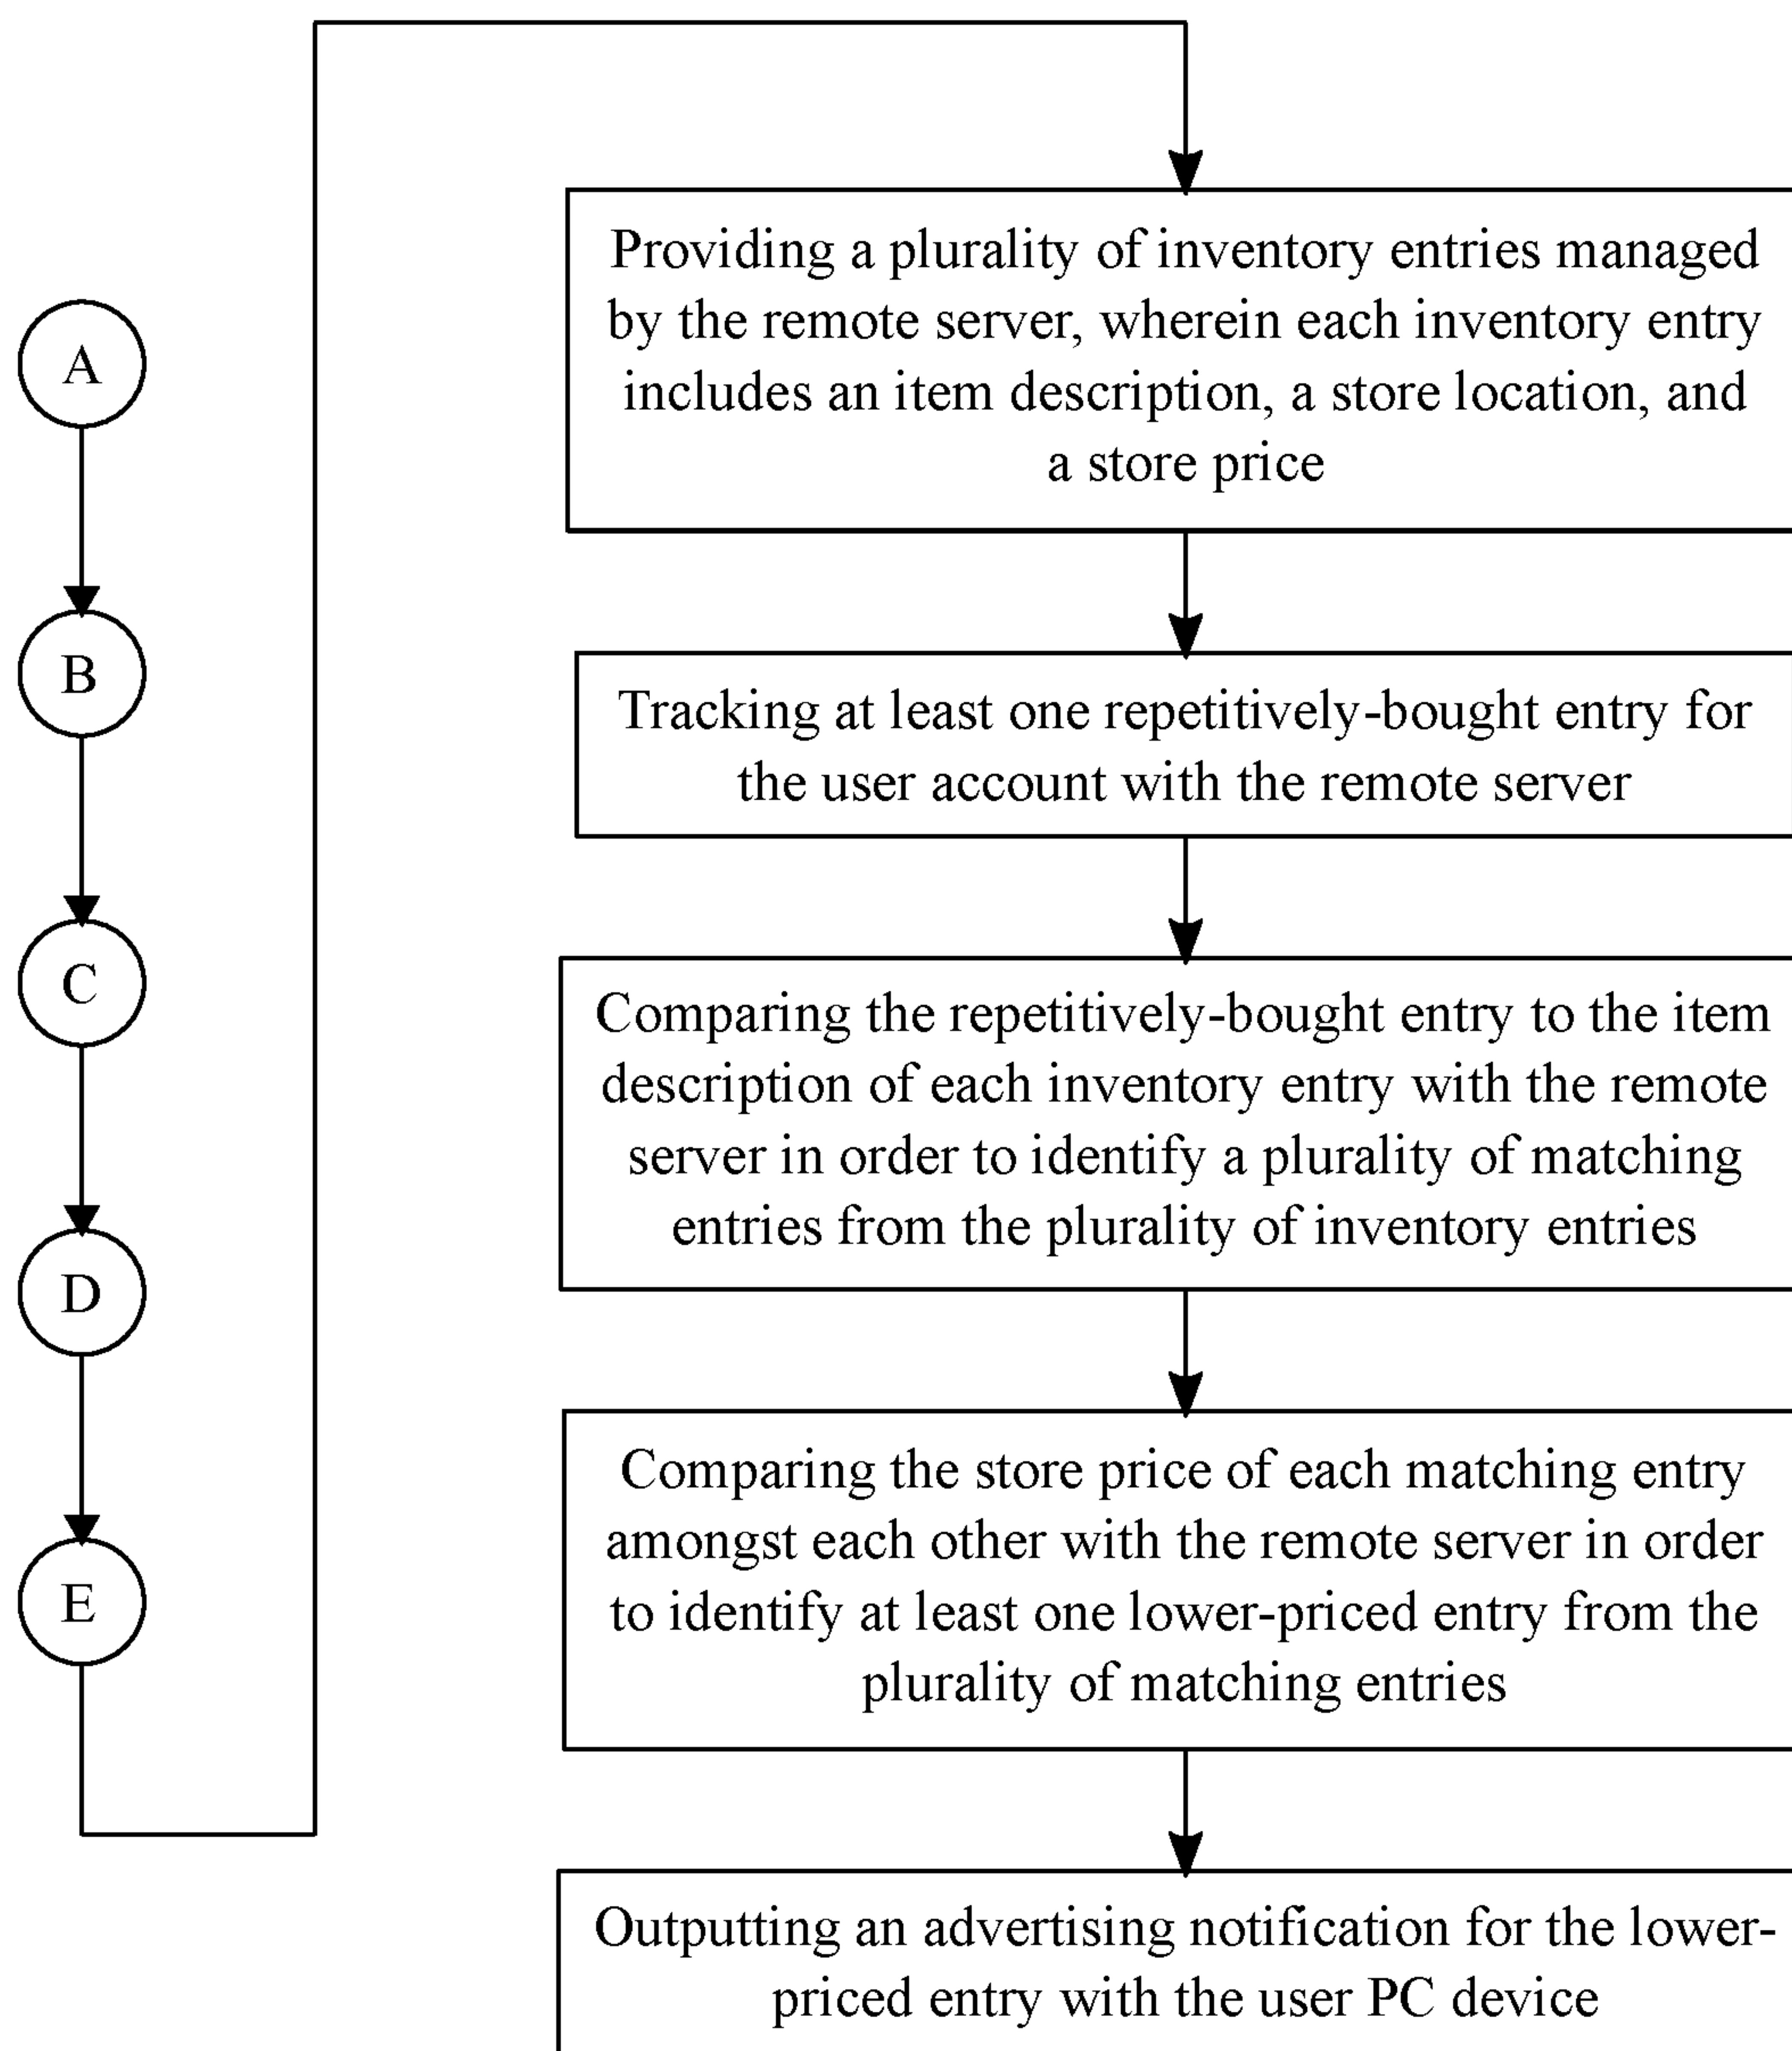 A
B
C
D
E
Providing a plurality of inventory entries managed
by the remote server, wherein each inventory entry
includes an item description, a store location, and
a store price
Tracking at least one repetitively-bought entry for
the user account with the remote server
Comparing the repetitively-bought entry to the item
description of each inventory entry with the remote
server in order to identify a plurality of matching
entries from the plurality of inventory entries
Comparing the store price of each matching entry
amongst each other with the remote server in order
to identify at least one lower-priced entry from the
plurality of matching entries
Outputting an advertising notification for the lower-
priced entry with the user PC device